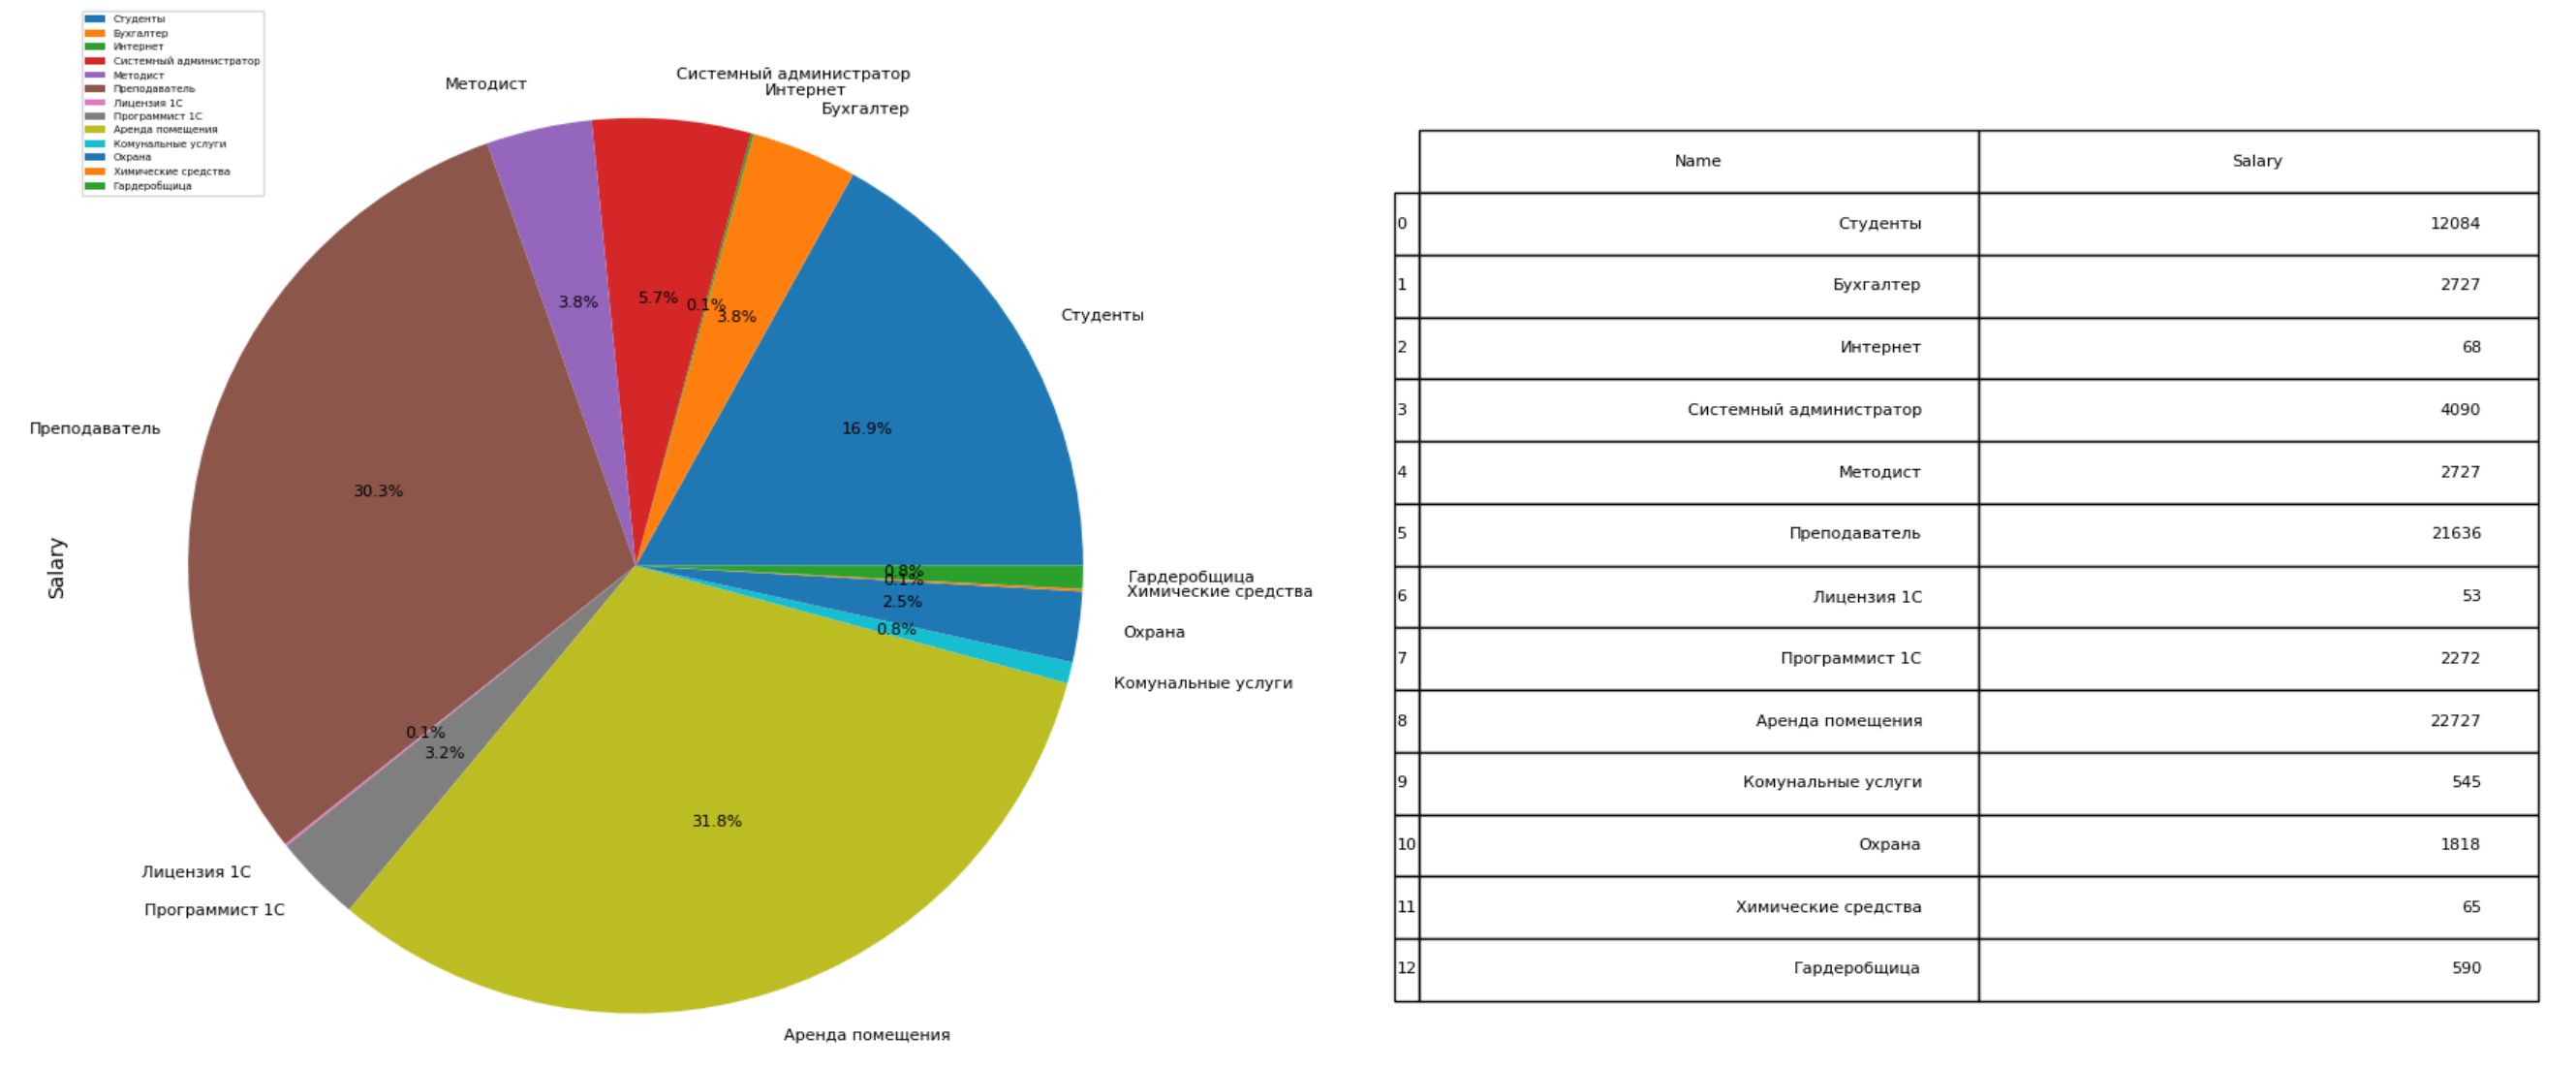 Студенты
Бухгалтер
Интернет
Системный администратор
Методист
Преподаватель
Лицензия 1С
Программист 1С
Аренда помещения
Комунальные услуги
Охрана
Химические средства
Гардеробщица
Системный администратор
Методист
Интернет
Бухгалтер
5.7%
3.8%
0.1%
3.8%
Студенты
16.9%
Преподаватель
30.3%
Salary
0.8%
0.1%
Гардеробщица
Химические средства
2.5%
0.8%
Охрана
Комунальные услуги
0.1%
3.2%
31.8%
Лицензия 1С
Программист 1С
Аренда помещения
Name Salary
0 Студенты 12084
1 Бухгалтер 2727
2 Интернет 68
3 Системный администратор 4090
4 Методист 2727
5 Преподаватель 21636
6 Лицензия 1С 53
7 Программист 1С 2272
8 Аренда помещения 22727
9 Комунальные услуги 545
10 Охрана 1818
11 Химические средства 65
12 Гардеробщица 590